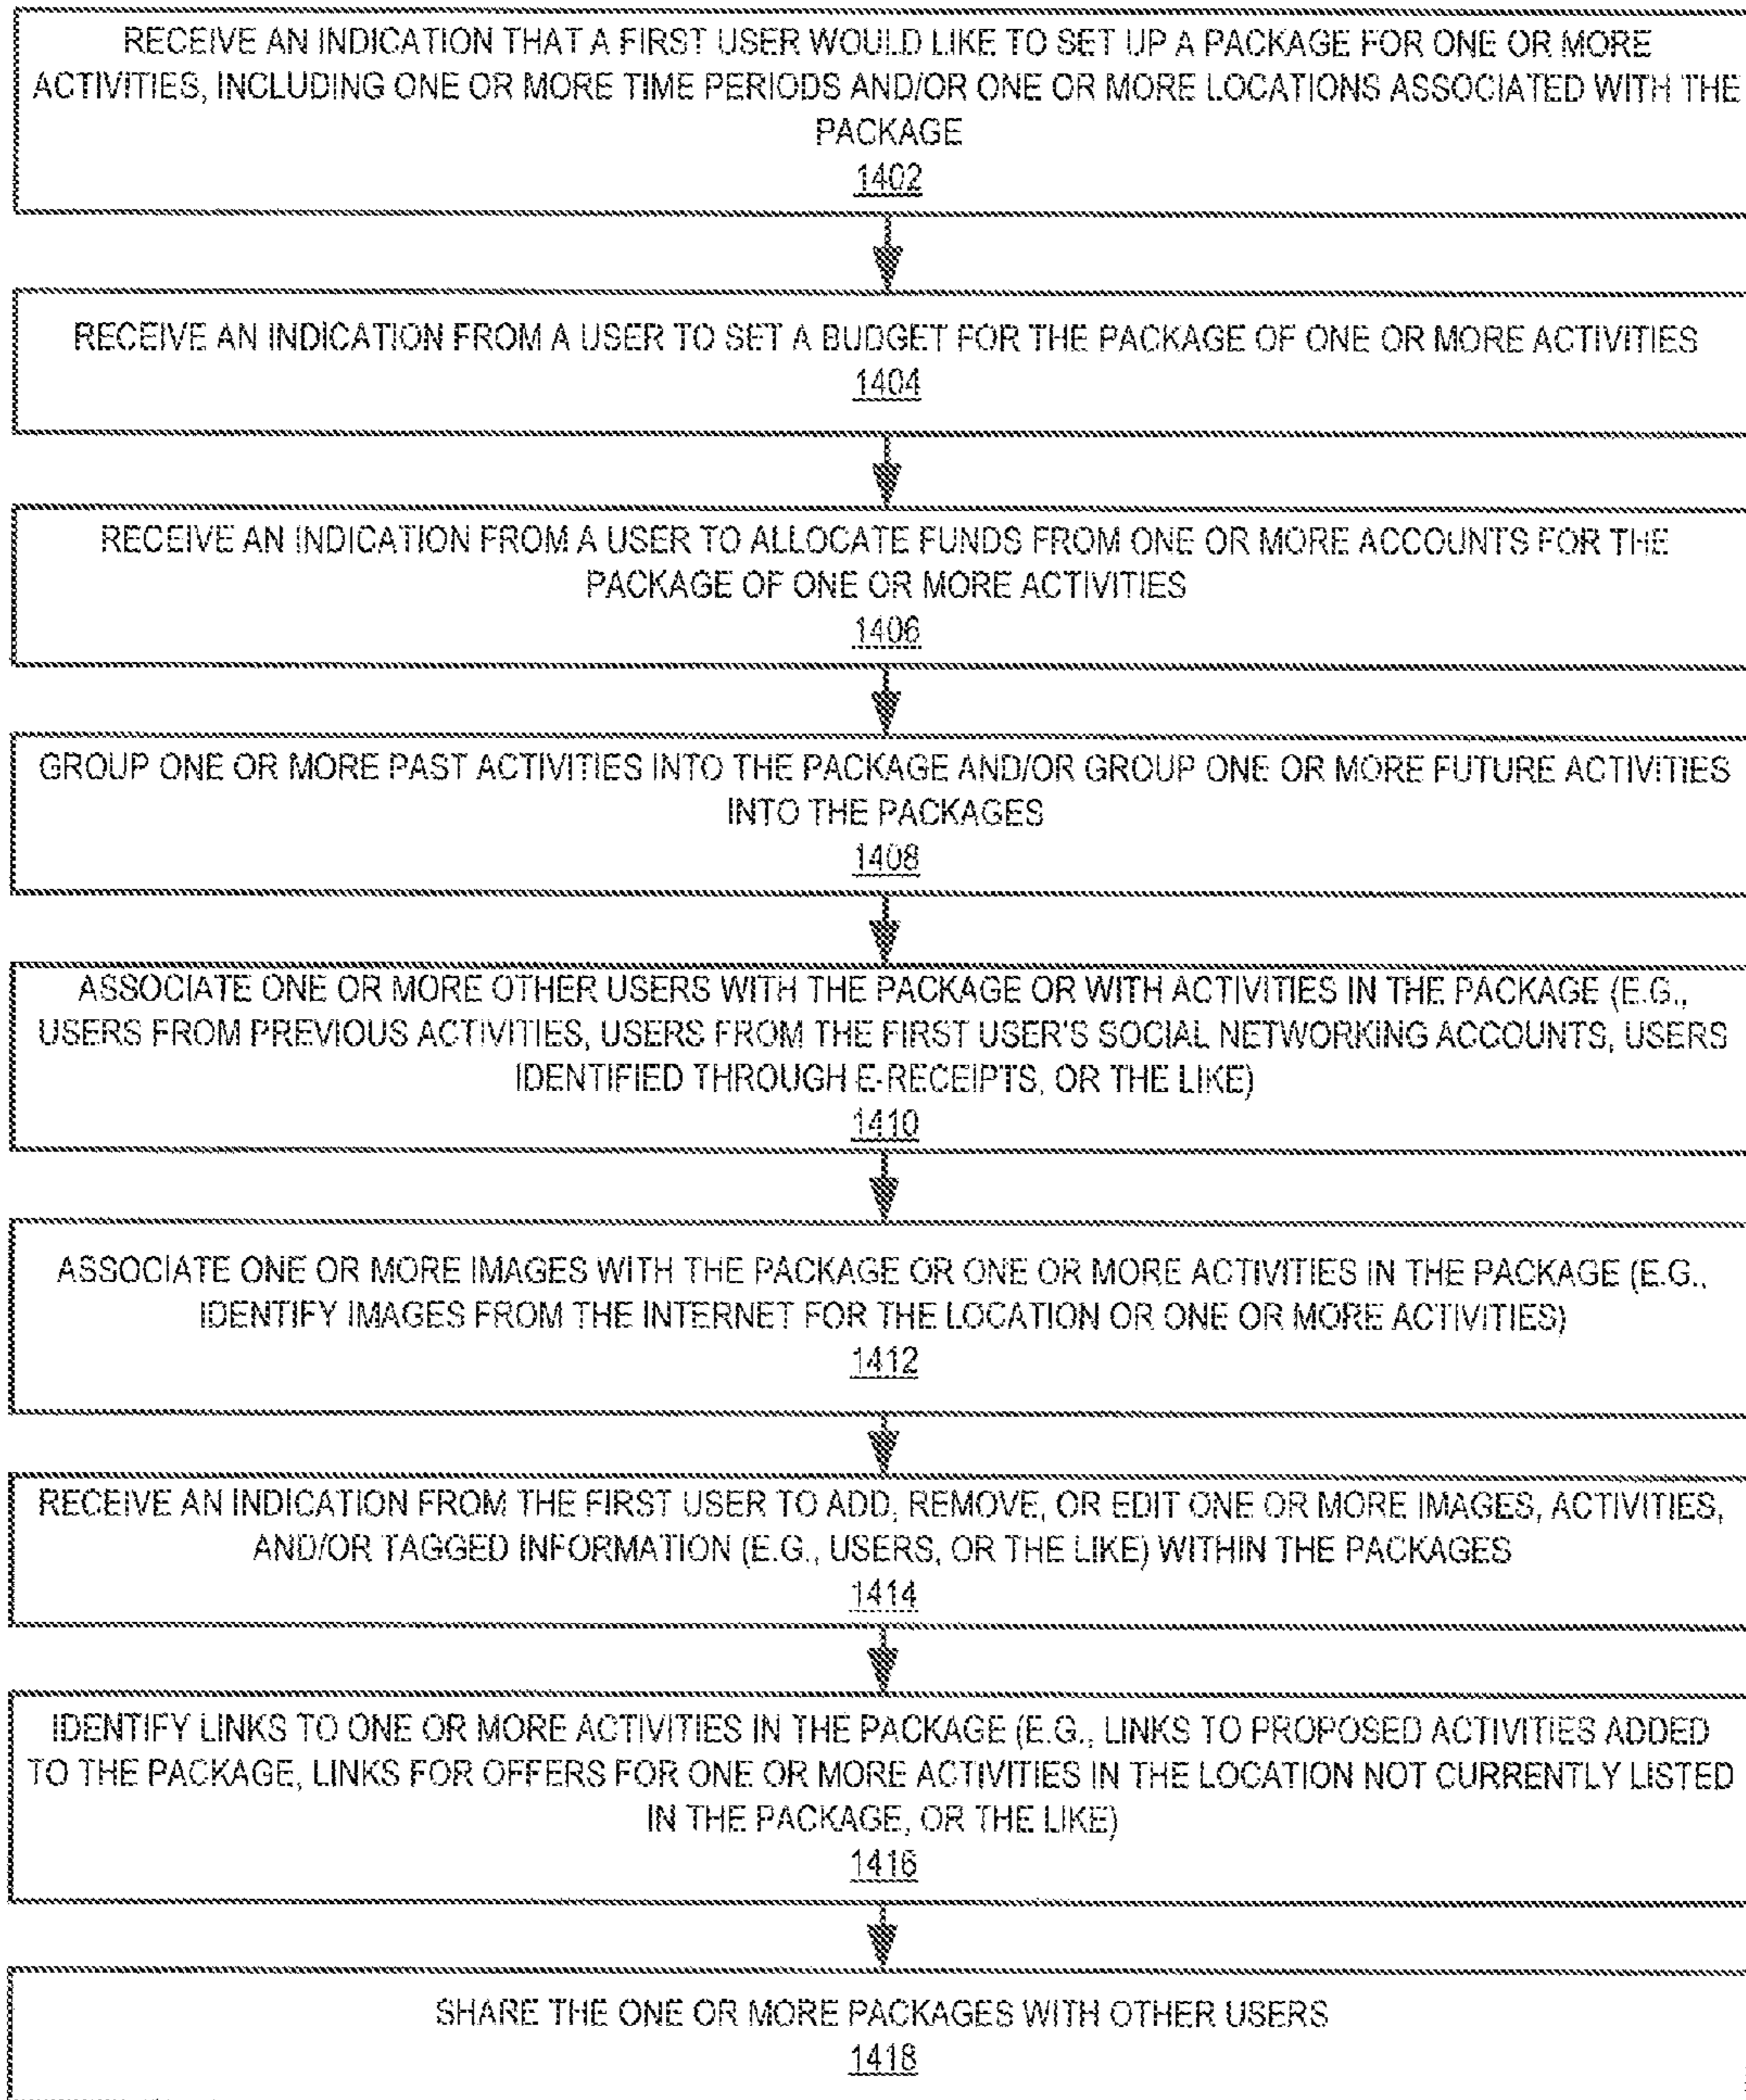 RECEIVE AN INDICATION THAT A FIRST USER WOULD LIKE TO SET UP A PACKAGE FOR ONE OR MORE
ACTIVITIES, INCLUDING ONE OR MORE TIME PERIODS AND/OR ONE OR MORE LOCATIONS ASSOCIATED WITH THE
PACKAGE
1402
RECEIVE AN INDICATION FROM A USER TO SET A BUDGET FOR THE PACKAGE OF ONE OR MORE ACTIVITIES
1404
RECEIVE AN INDICATION FROM A USER TO ALLOCATE FUNDS FROM ONE OR MORE ACCOUNTS FOR THE
PACKAGE OF ONE OR MORE ACTIVITIES
1406
GROUP ONE OR MORE PAST ACTIVITIES INTO THE PACKAGE AND/OR GROUP ONE OR MORE FUTURE ACTIVITIES
INTO THE PACKAGES
1408
ASSOCIATE ONE OR MORE OTHER USERS WITH THE PACKAGE OR WITH ACTIVITIES IN THE PACKAGE (E.G.,
USERS FROM PREVIOUS ACTIVITIES, USERS FROM THE FIRST USER'S SOCIAL NETWORKING ACCOUNTS, USERS
IDENTIFIED THROUGH E-RECEIPTS, OR THE LIKE)
1410
ASSOCIATE ONE OR MORE IMAGES WITH THE PACKAGE OR ONE OR MORE ACTIVITIES IN THE PACKAGE (E.G.,
IDENTIFY IMAGES FROM THE INTERNET FOR THE LOCATION OR ONE OR MORE ACTIVITIES)
1412
RECEIVE AN INDICATION FROM THE FIRST USER TO ADD, REMOVE, OR EDIT ONE OR MORE IMAGES, ACTIVITIES,
AND/OR TAGGED INFORMATION (E.G., USERS, OR THE LIKE) WITHIN THE PACKAGES
1414
IDENTIFY LINKS TO ONE OR MORE ACTIVITIES IN THE PACKAGE (E.G., LINKS TO PROPOSED ACTIVITIES ADDED
TO THE PACKAGE, LINKS FOR OFFERS FOR ONE OR MORE ACTIVITIES IN THE LOCATION NOT CURRENTLY LISTED
IN THE PACKAGE, OR THE LIKE)
1416
SHARE THE ONE OR MORE PACKAGES WITH OTHER USERS
1418